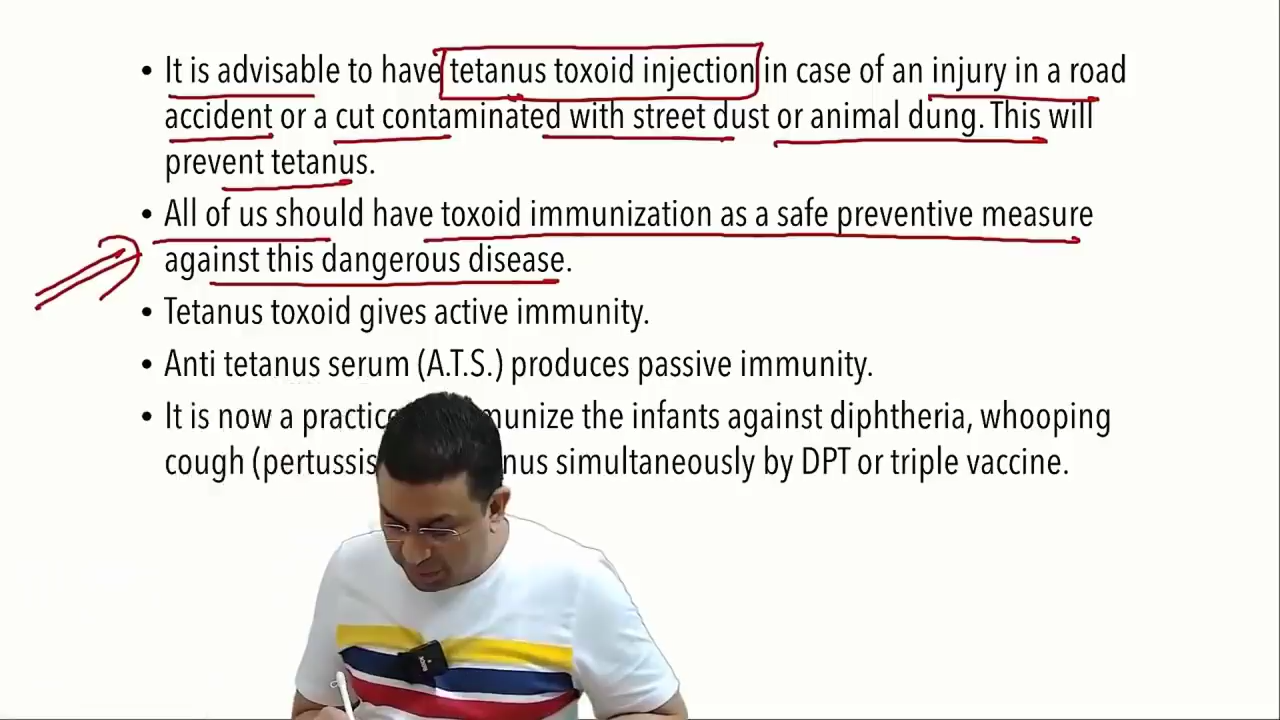 • It is advisable to have tetanus toxoid injection in case of an injury in a road
accident or a cut contaminated with street dust or animal dung. This will
prevent tetanus.
• All of us should have toxoid immunization as a safe preventive measure
against this dangerous disease.
• Tetanus toxoid gives active immunity.
• Anti tetanus serum (A.T.S.) produces passive immunity.
• It is now a practice munize the infants against diphtheria, whooping
cough (pertussis nus simultaneously by DPT or triple vaccine.